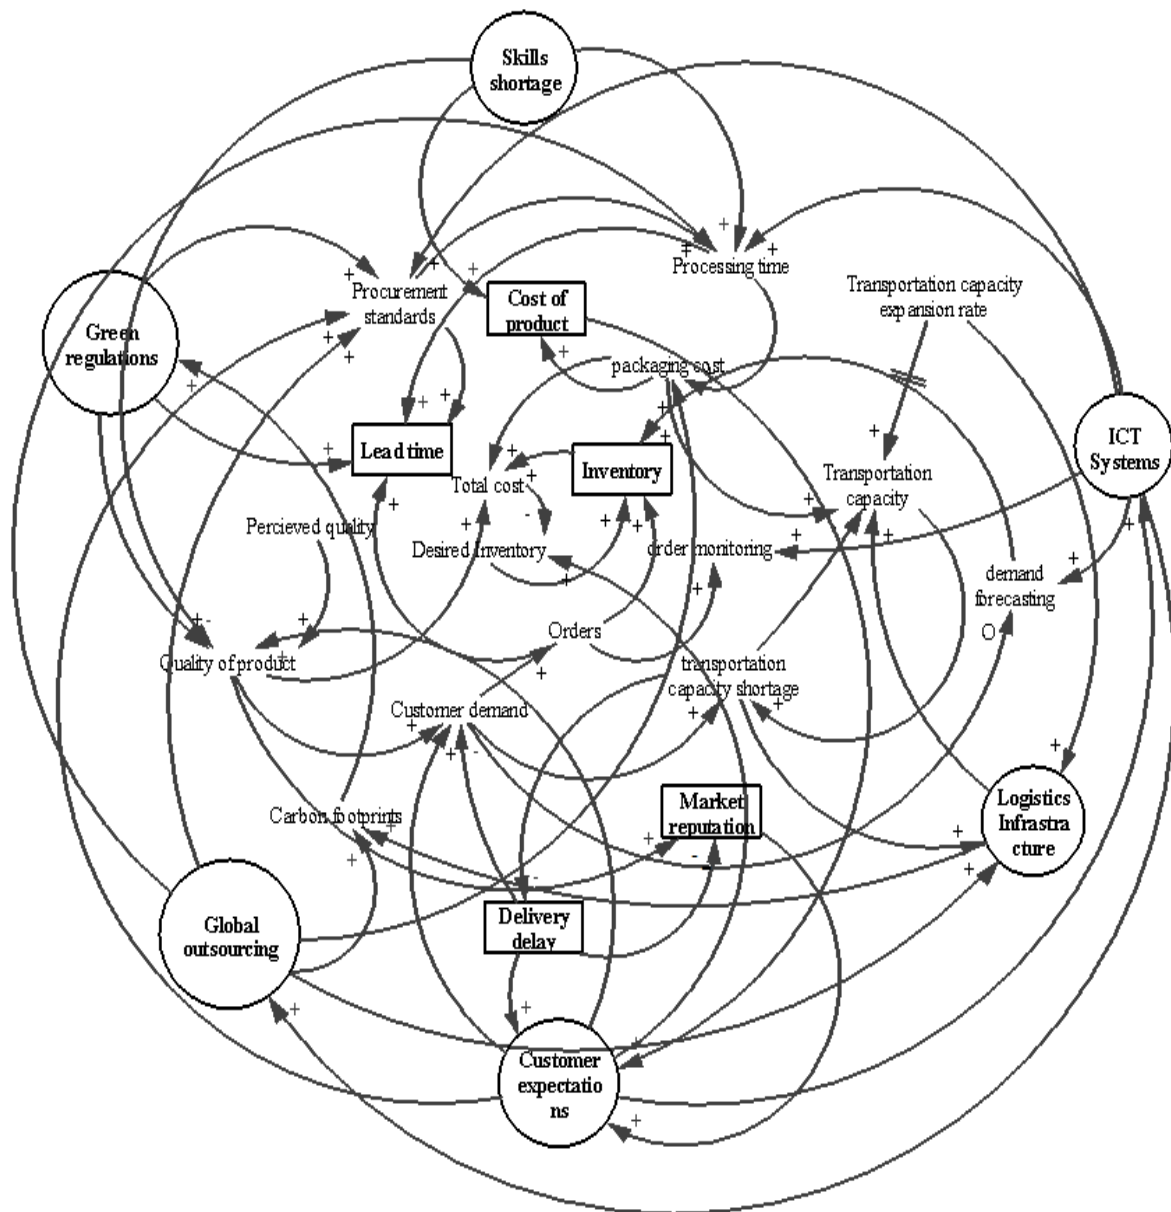 Skills
shortage
Processing time
Transportation capacity
expansion rate
Procurement
standards
Cost of
product
Green
regulations
packaging cost
ICT
Systems
Lead time
Inventory
Total cost
Transportation
capacity
Percieved quality
Desired Inventory
order monitoring
demand
forecasting
Orders
Quality of product
transportation
capacity shortage
Customer demand
Carbon footprints
Market
reputation
Logistics
Infrastra
cture
Global
outsourcing
Delivery
delay
Customer
expectatio
ns